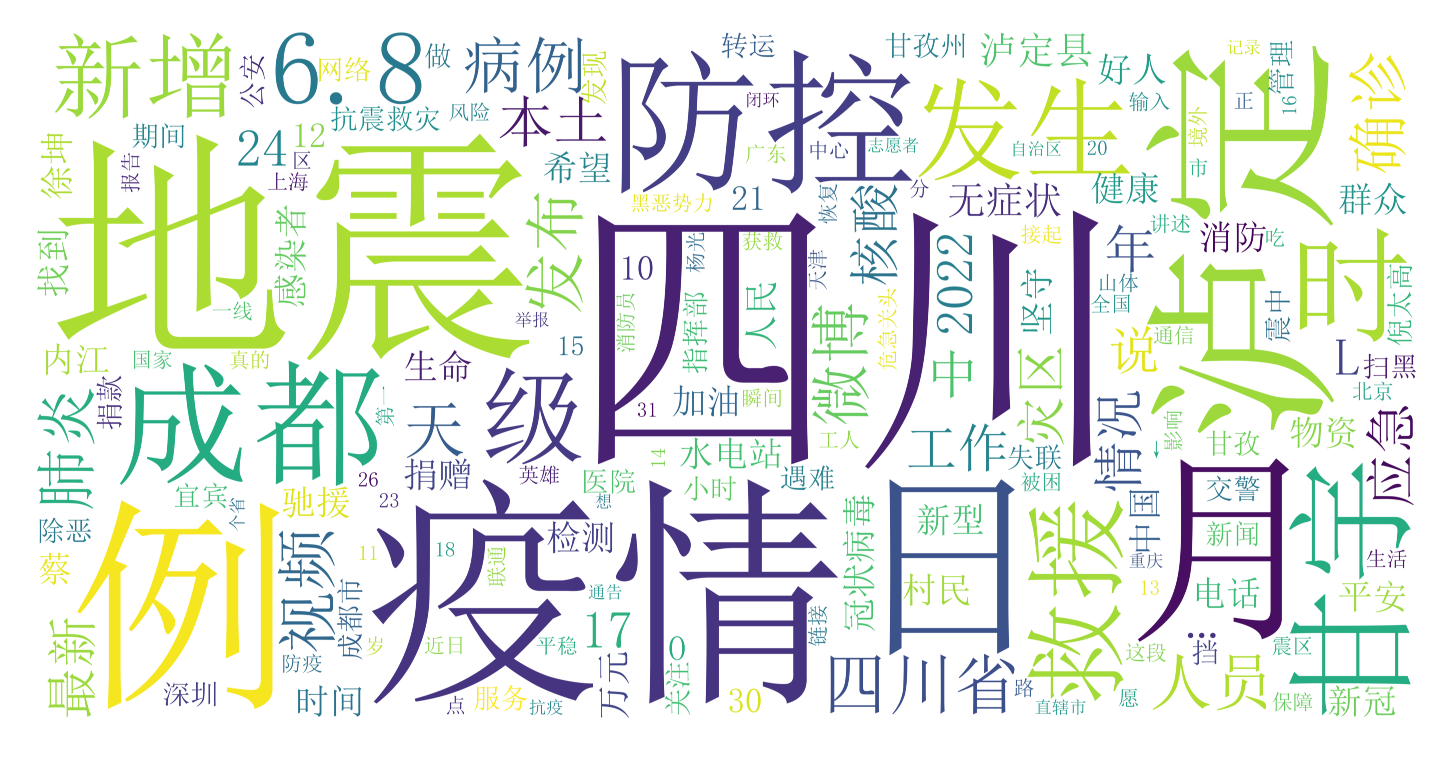 新增
公安
6.8
网络
做
病例
发现
转运
甘孜州
泸定县
好人
管理
记录
确诊
抗震救灾
风险
本土
防控
闭环
发生
输入
16
正
泸定
境外
市
期间
24
区
12
上海
希望
广东
中心
志愿者
自治区
20
徐坤
报告
地震
感染者
发布
黑恶势力
21
恢复
核酸
分
无症状
健康
讲述
消防
吃
群众
找到
一线
举报
10
四川
杨光
获救
消防员
指挥部
人民
天津
微博
危急关头
2022
接起
坚守
年
山体
全国
通信
震中
时
倪太高
内江
国家
真的
捐款
成都
第一
生命
15
级
天
31
加油
瞬间
工人
中
灾区
说
影响
L
扫黑
北京
肺炎
宜宾
个省
26
23
捐赠
英雄
医院
14
水电站
小时
遇难
工作
失联
被困
情况
甘孜
物资
应急
除恶
蔡
例
驰援
视频
11
18
疫情
联通
检测
想
通告
冠状病毒
新型
日
村民
救援
中国
重庆
13
月
交警
新闻
电话
甘孜
生活
平安
最新
深圳
防疫
成都市
岁
近日
平稳
17
0
链接
时间
点
服务
抗疫
万元
关注
30
四川省
路
直辖市
愿
这段
...
挡
人员
震区
保障
新冠